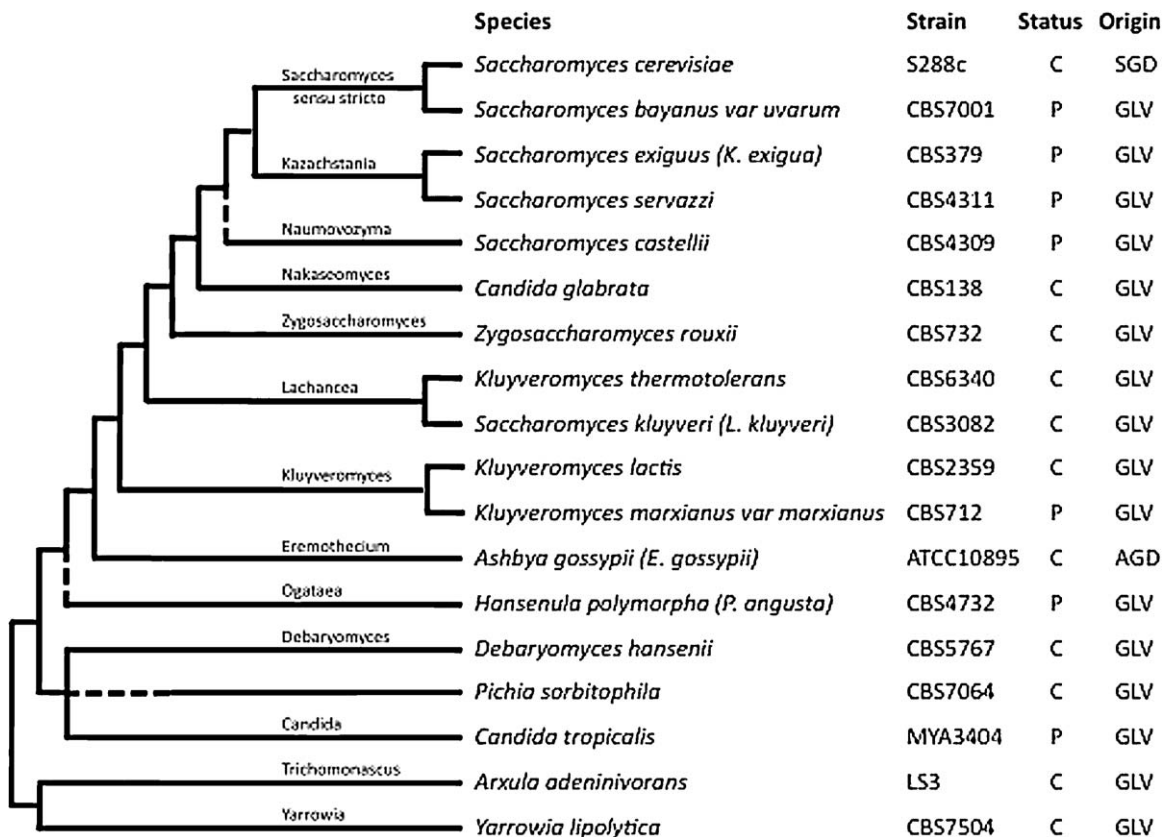 Species Strain Status Origin
Saccharomyces
sensu stricto
Saccharomyces cerevisiae S288c C SGD
Saccharomyces bayanus var uvarum CBS7001 P GLV
Kazachstania
Saccharomyces exiguus (K. exigua) CBS379 P GLV
Saccharomyces servazzi CBS4311 P GLV
Naumovozyma
Saccharomyces castellii CBS4309 P GLV
Nakaseomyces
Candida glabrata CBS138 C GLV
Zygosaccharomyces
Zygosaccharomyces rouxii CBS732 C GLV
Lachancea
Kluyveromyces thermotolerans CBS6340 C GLV
Saccharomyces kluyveri (L. kluyveri) CBS3082 C GLV
Kluyveromyces
Kluyveromyces lactis CBS2359 C GLV
Kluyveromyces marxianus var marxianus CBS712 P GLV
Eremothecium
Ashbya gossypii (E. gossypii) ATCC10895 C AGD
Ogataea
Hansenula polymorpha (P. angusta) CBS4732 P GLV
Debaryomyces
Debaryomyces hansenii CBS5767 C GLV
Pichia sorbitophila CBS7064 C GLV
Candida
Candida tropicalis MYA3404 P GLV
Trichomonascus
Arxula adeninivorans LS3 C GLV
Yarrowia
Yarrowia lipolytica CBS7504 C GLV